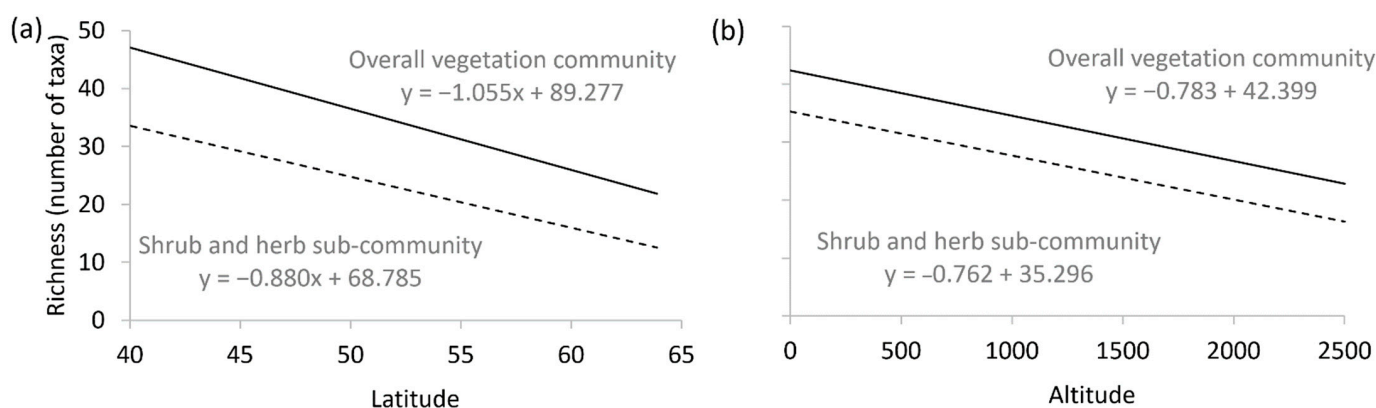 (a)
Richness (number of taxa)
50
40
30
20
10
0
Overall vegetation community
y = −1.055x + 89.277
Shrub and herb sub-community
y = −0.880x + 68.785
40 45 50 55 60 65
Latitude
(b)
Overall vegetation community
y = −0.783 + 42.399
Shrub and herb sub-community
y = −0.762 + 35.296
0 500 1000 1500 2000 2500
Altitude